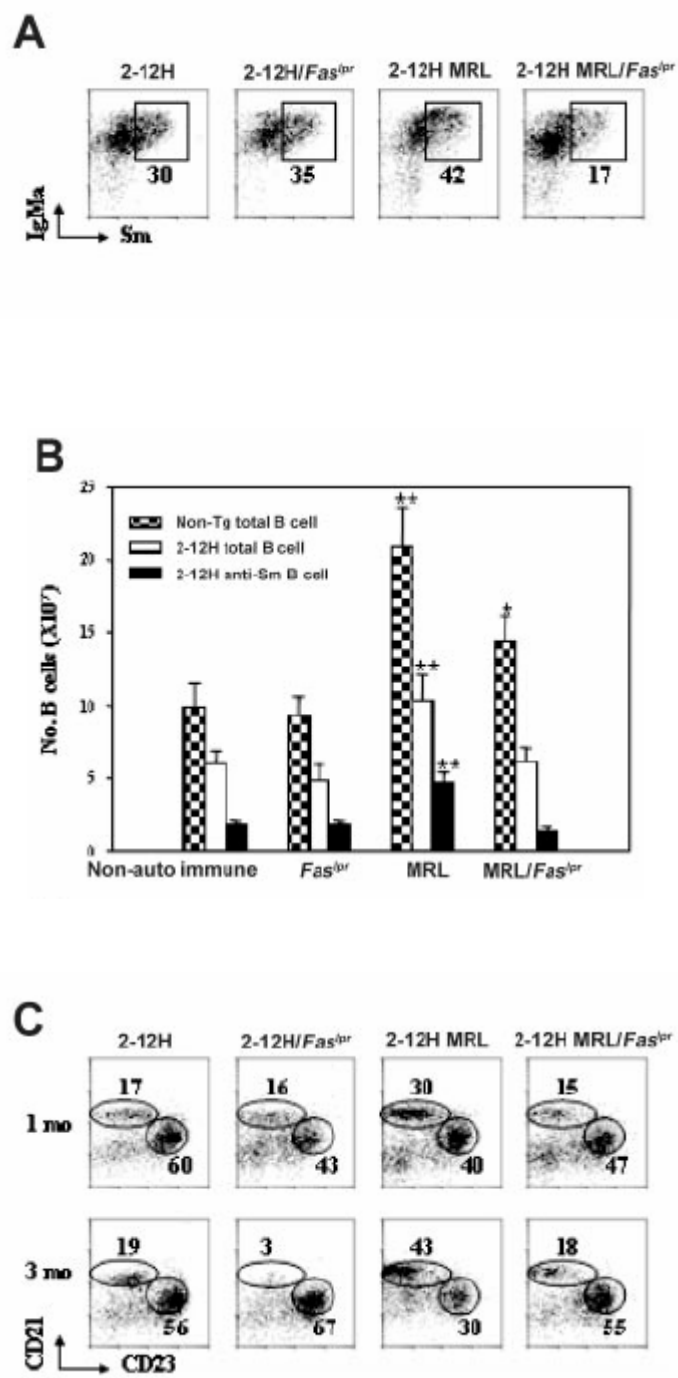 A
2-12H 2-12H/Fas^lpr 2-12H MRL 2-12H MRL/Fas^lpr
30 35 42 17
IgMa
Sm
B
25
20
15
10
5
0
No. B cells (X10⁷)
Non-Tg total B cell
2-12H total B cell
2-12H anti-Sm B cell
** ** ** *
Non-auto immune Fas^lpr MRL MRL/Fas^lpr
C
2-12H 2-12H/Fas^lpr 2-12H MRL 2-12H MRL/Fas^lpr
1 mo
17 16 30 15
60 43 40 47
3 mo
19 3 43 18
56 67 30 55
CD21
CD23